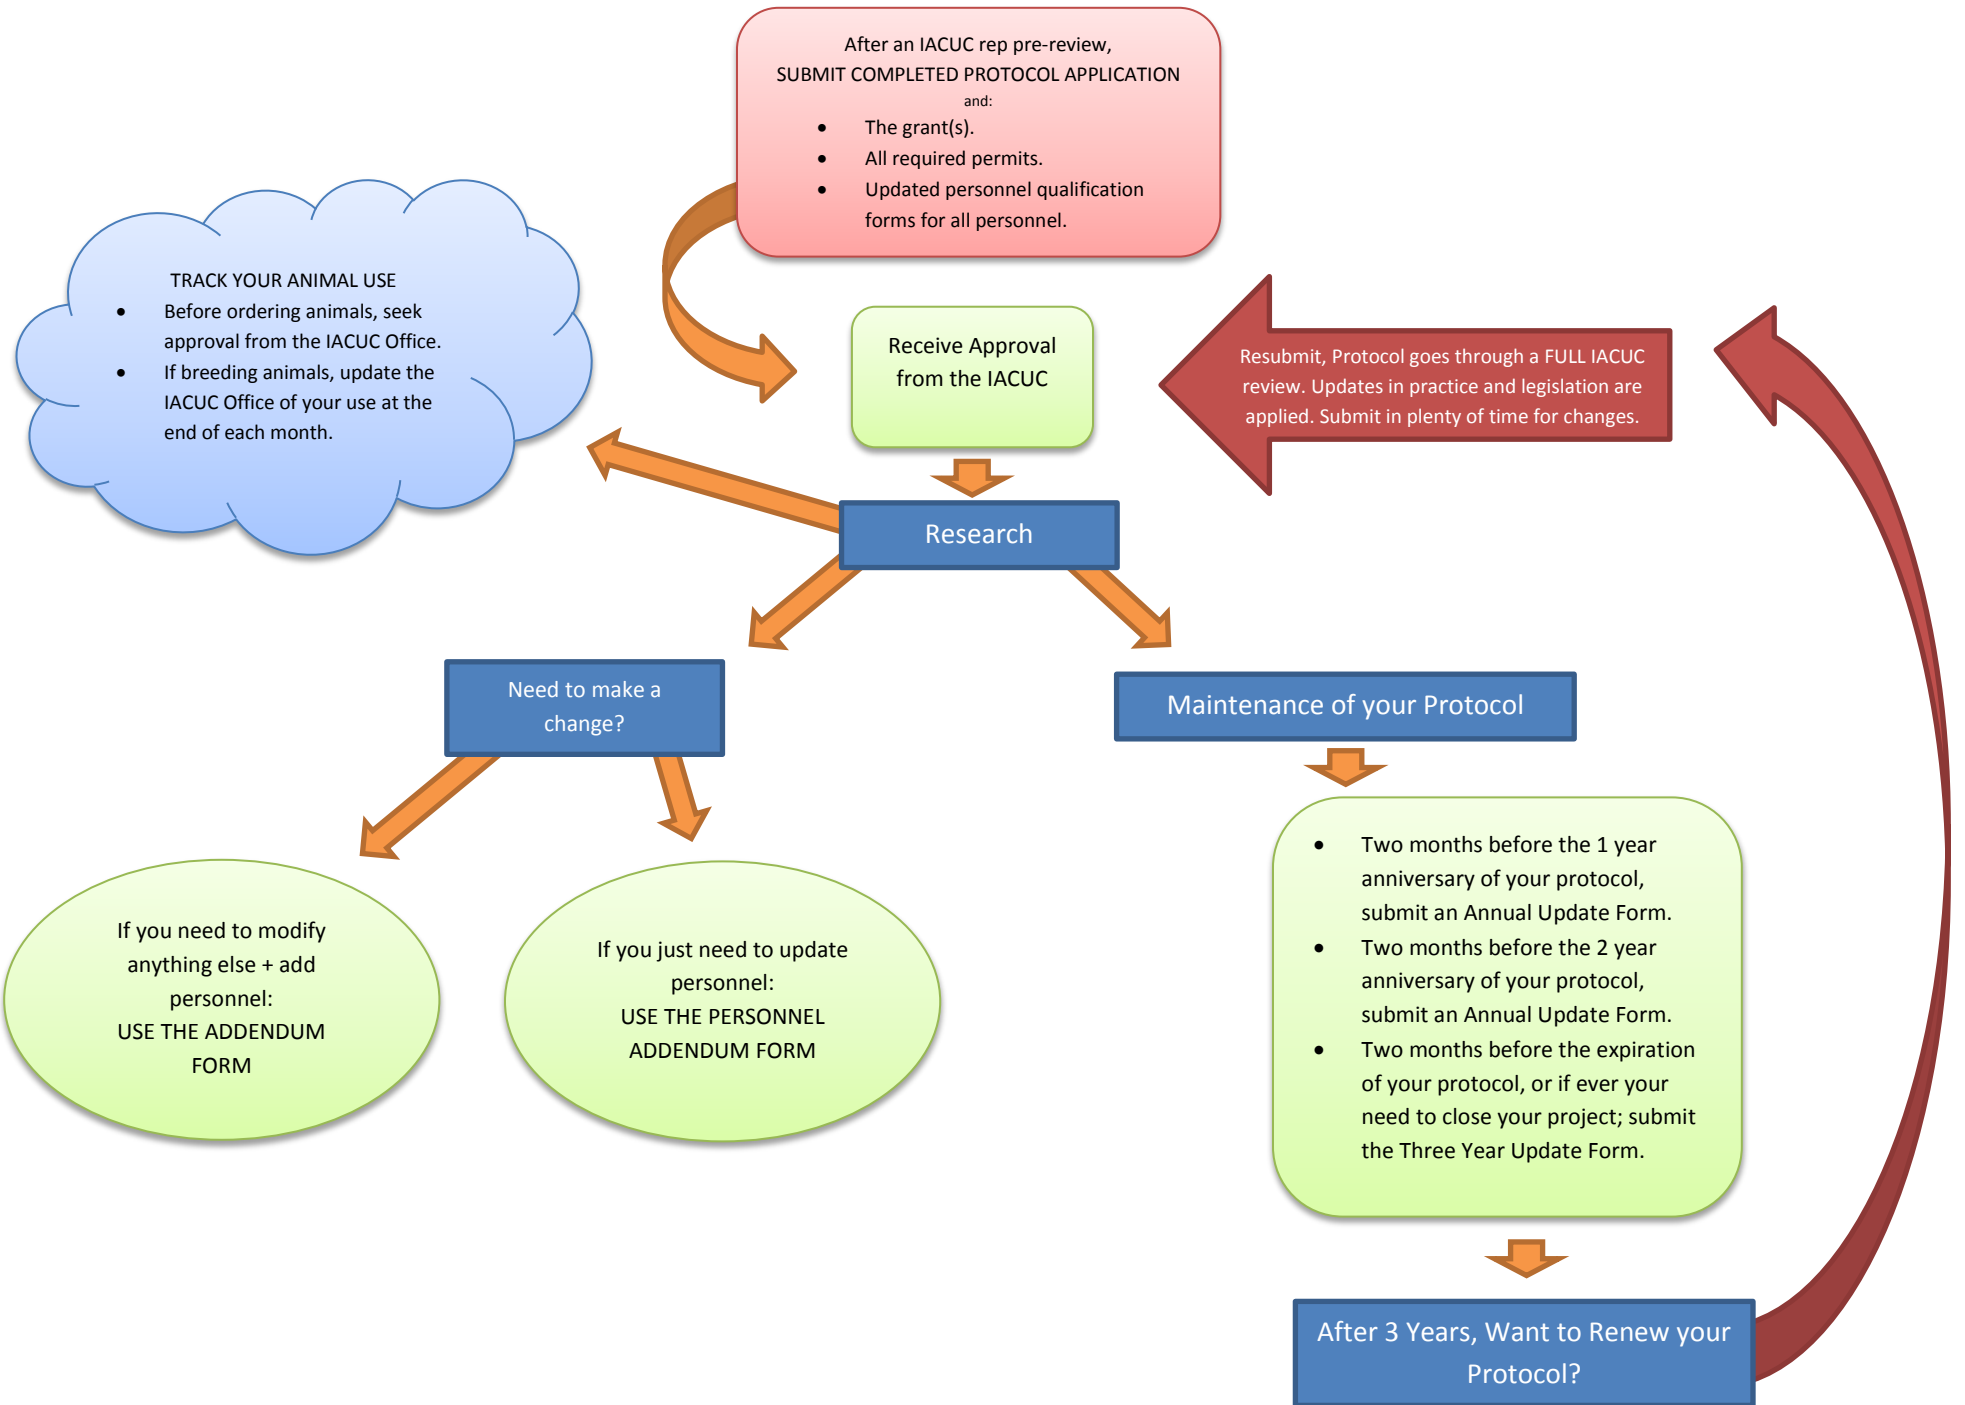 After an IACUC rep pre-review,
SUBMIT COMPLETED PROTOCOL APPLICATION
and:
• The grant(s).
• All required permits.
• Updated personnel qualification
forms for all personnel.
TRACK YOUR ANIMAL USE
• Before ordering animals, seek
approval from the IACUC Office.
• If breeding animals, update the
IACUC Office of your use at the
end of each month.
Receive Approval
from the IACUC
Resubmit, Protocol goes through a FULL IACUC
review. Updates in practice and legislation are
applied. Submit in plenty of time for changes.
Research
Need to make a
change?
Maintenance of your Protocol
If you need to modify
anything else + add
personnel:
USE THE ADDENDUM
FORM
If you just need to update
personnel:
USE THE PERSONNEL
ADDENDUM FORM
• Two months before the 1 year
anniversary of your protocol,
submit an Annual Update Form.
• Two months before the 2 year
anniversary of your protocol,
submit an Annual Update Form.
• Two months before the expiration
of your protocol, or if ever your
need to close your project; submit
the Three Year Update Form.
After 3 Years, Want to Renew your
Protocol?